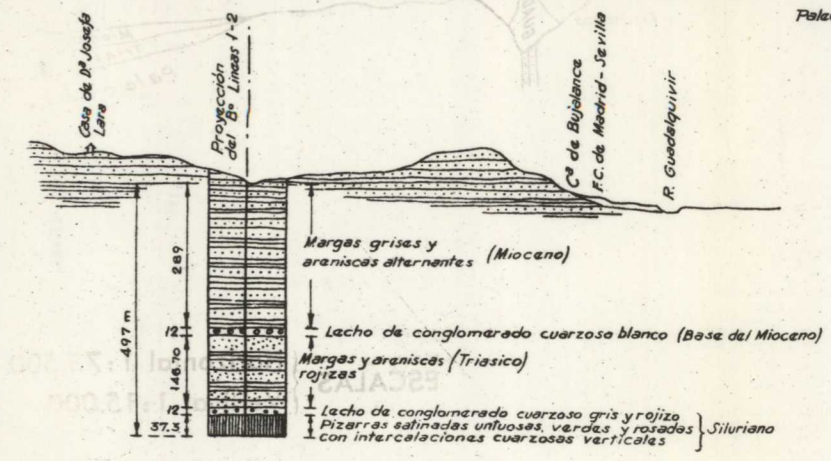 Palac
Casa de Dª Josefa
Lara
Proyección
del Bº Lineas 1-2
Cª de Bujalance
F.C. de Madrid-Sevilla
R. Guadalquivir
289
497 m
Margas grises y
areniscas alternantes (Mioceno)
12
Lecho de conglomerado cuarzoso blanco (Base del Mioceno)
146.70
Margas y areniscas (Triasico)
rojizas
ESCALAS
12
Lecho de conglomerado cuarzoso gris y rojizo
37.3
Pizarras satinadas untuosas, verdes y rosadas
con intercalaciones cuarzosas verticales
Siluriano